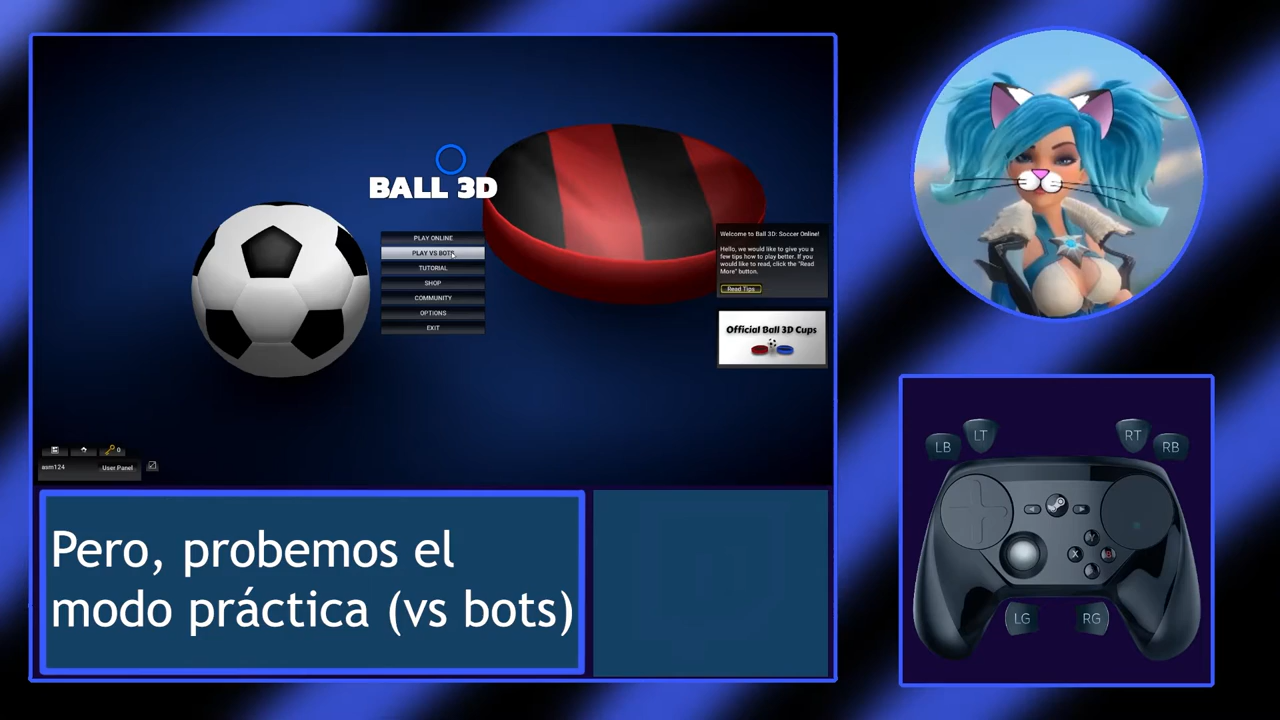 BALL 3D
PLAY ONLINE
PLAY VS BOTS
TUTORIAL
SHOP
COMMUNITY
OPTIONS
EXIT
Welcome to Ball 3D: Soccer Online!
Hello, we would like to give you a
few tips how to play better. If you
would like to read, click the "Read
More" button.
Read Tips
Official Ball 3D Cups
0
asm124
User Panel
Pero, probemos el
modo práctica (vs bots)
LB
LT
RT
RB
Y
X
B
LG
RG